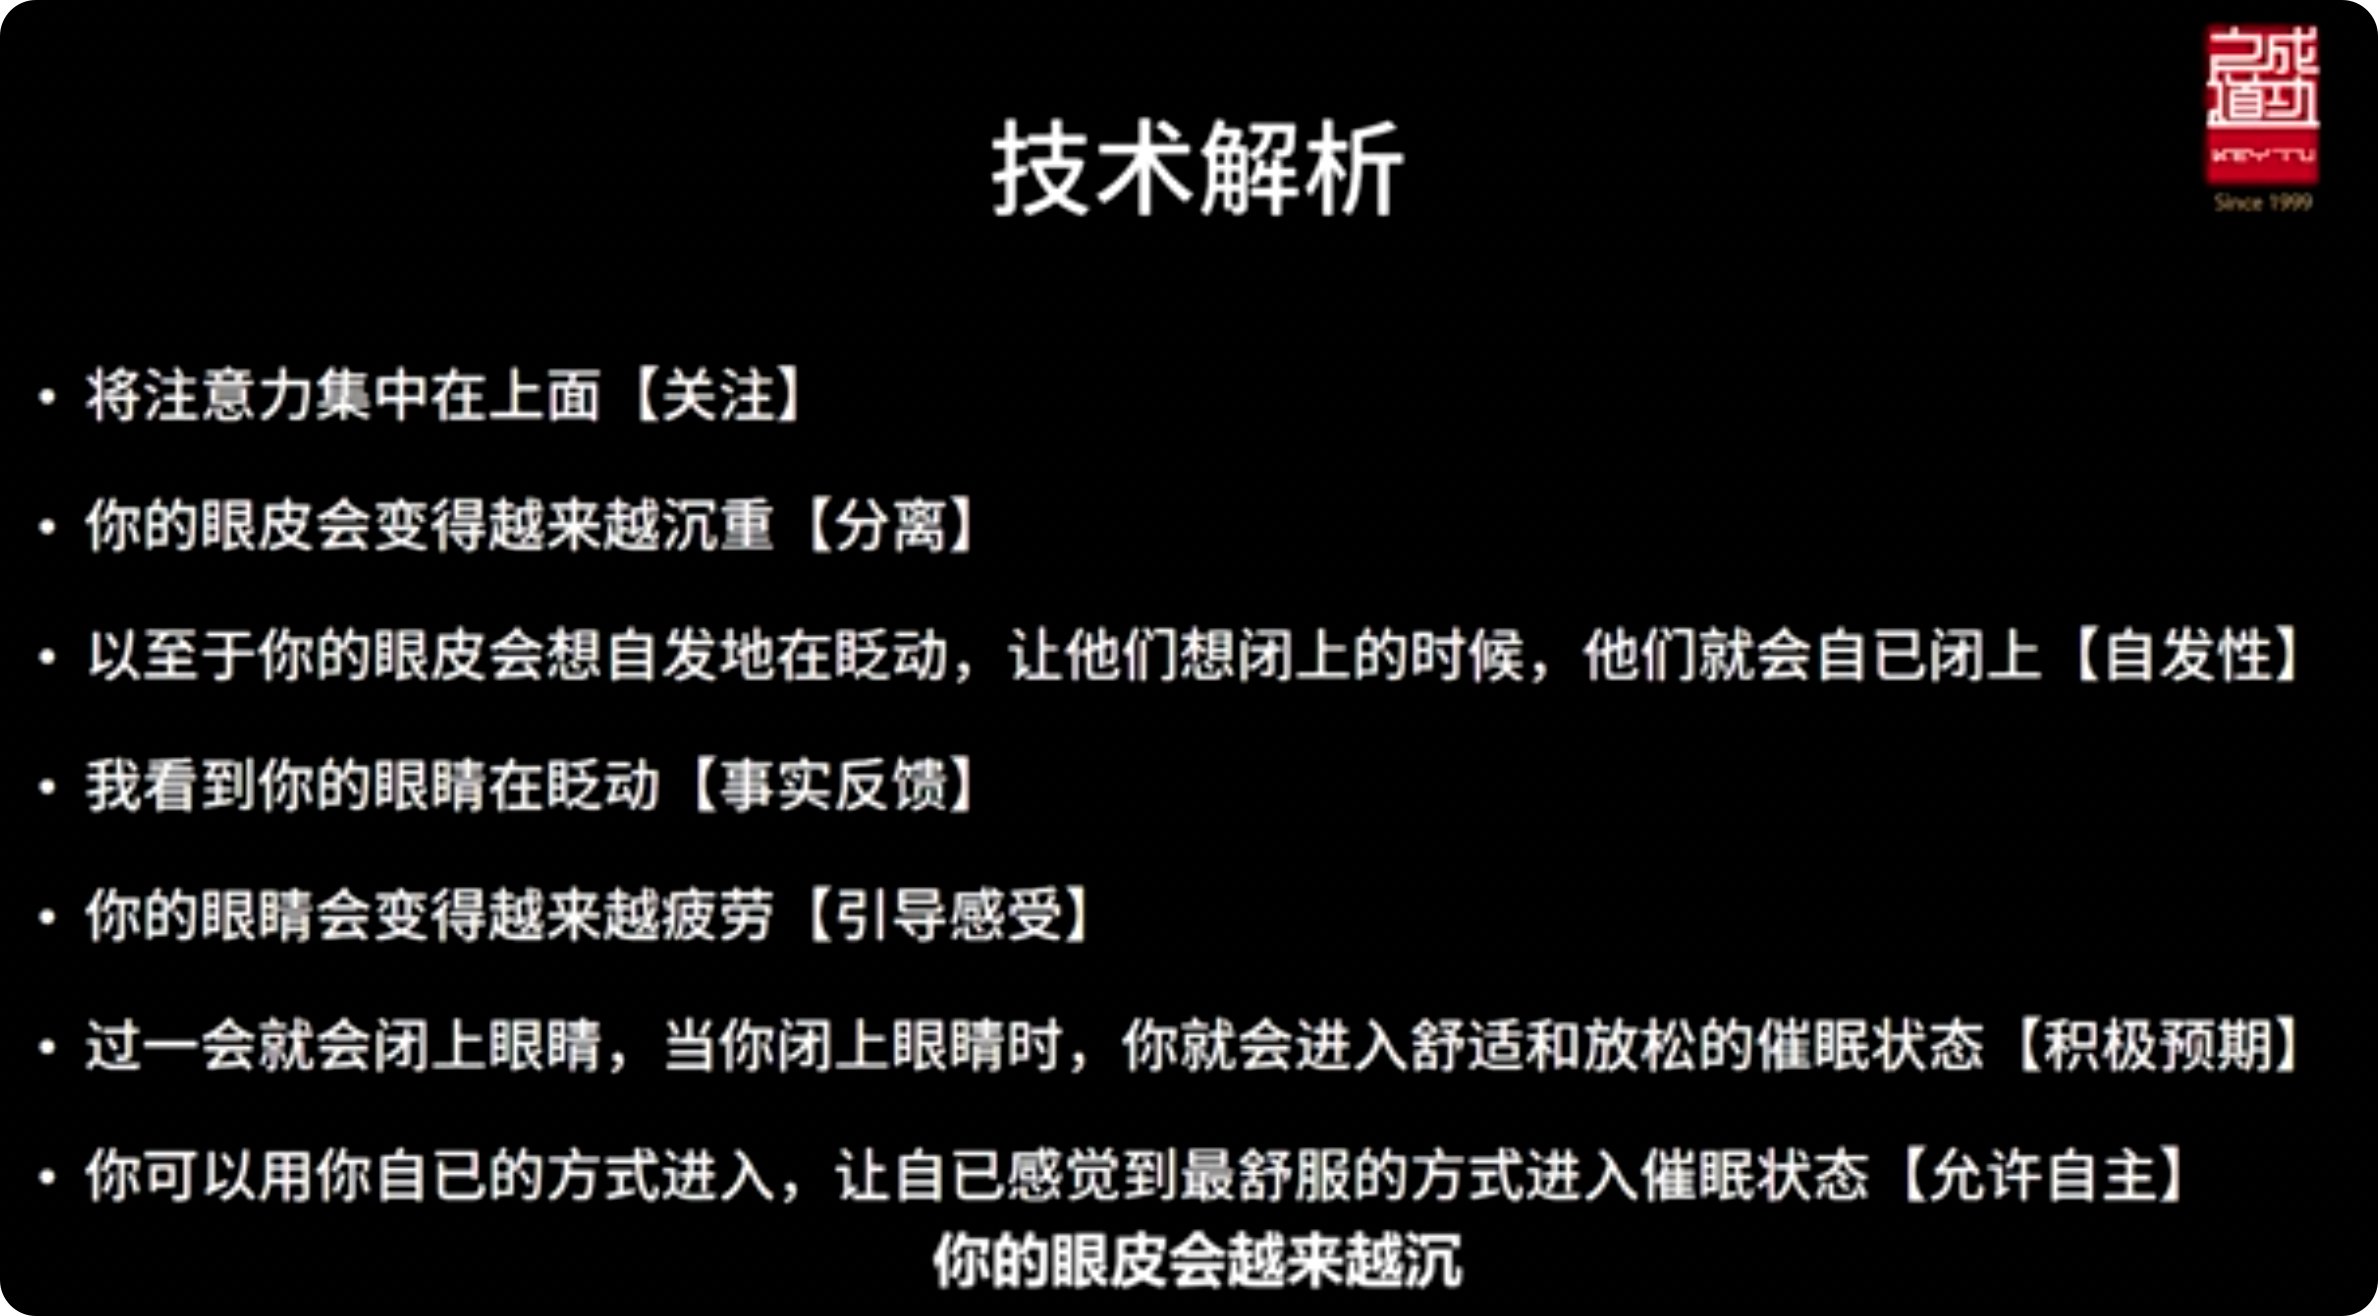 成功之道
KEYTU
Since 1999
技术解析
• 将注意力集中在上面【关注】
• 你的眼皮会变得越来越沉重【分离】
• 以至于你的眼皮会想自发地在眨动，让他们想闭上的时候，他们就会自已闭上【自发性】
• 我看到你的眼睛在眨动【事实反馈】
• 你的眼睛会变得越来越疲劳【引导感受】
• 过一会就会闭上眼睛，当你闭上眼睛时，你就会进入舒适和放松的催眠状态【积极预期】
• 你可以用你自已的方式进入，让自已感觉到最舒服的方式进入催眠状态【允许自主】
你的眼皮会越来越沉